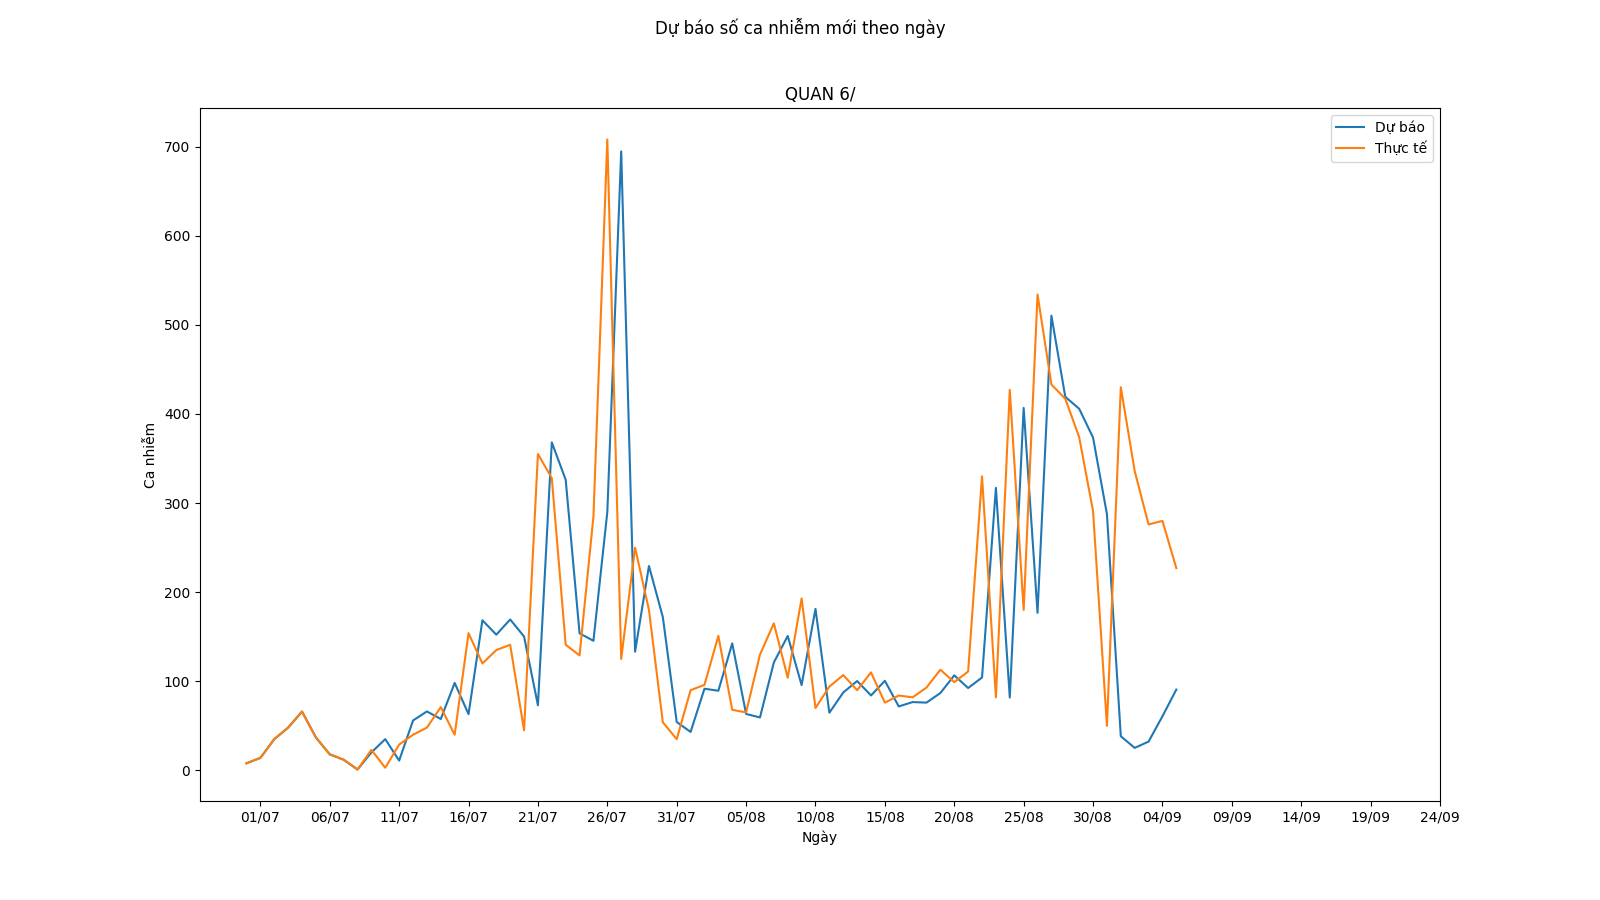 Dự báo số ca nhiễm mới theo ngày
QUAN 6/
Dự báo
Thực tế
700
600
500
400
300
200
100
0
Ca nhiễm
01/07 06/07 11/07 16/07 21/07 26/07 31/07 05/08 10/08 15/08 20/08 25/08 30/08 04/09 09/09 14/09 19/09 24/09
Ngày